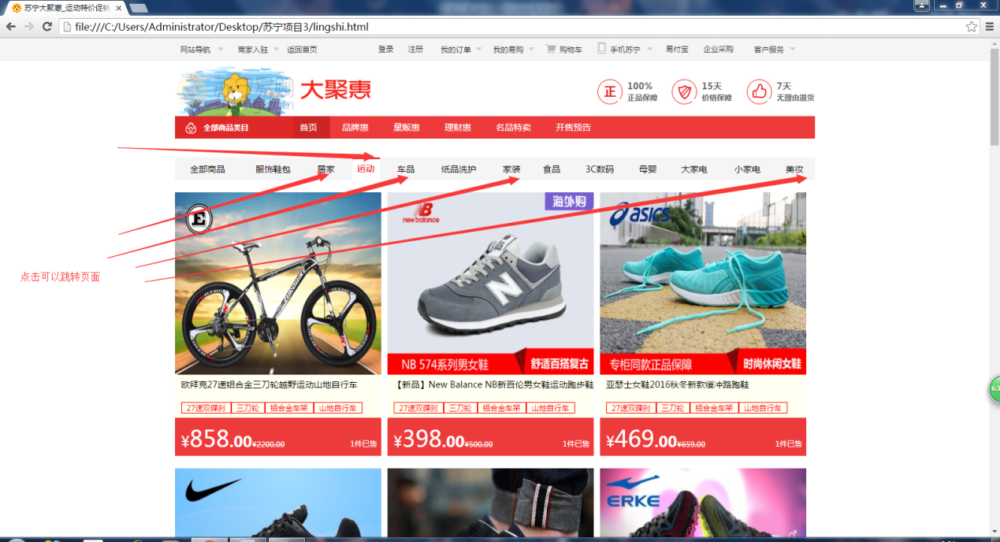 苏宁大聚惠_运动特价促销
file:///C:/Users/Administrator/Desktop/苏宁项目3/lingshi.html
网站导航 商家入驻 返回首页 登录 注册 我的订单 我的易购 购物车 手机苏宁 易付宝 企业采购 客户服务
大聚惠
正 100% 正品保障 15天 价格保障 7天 无理由退货
全部商品类目 首页 品牌惠 量贩惠 理财惠 名品特卖 开售预告
全部商品 服饰鞋包 居家 运动 车品 纸品洗护 家装 食品 3C数码 母婴 大家电 小家电 美妆
点击可以跳转页面
E
new balance
海外购
asics
NB 574系列男女鞋 舒适百搭复古
专柜同款正品保障 时尚休闲女鞋
欧拜克27速铝合金三刀轮越野运动山地自行车
【新品】New Balance NB新百伦男女鞋运动跑步鞋
亚瑟士女鞋2016秋冬新款缓冲路跑鞋
27速双碟刹 三刀轮 铝合金车架 山地自行车
27速双碟刹 三刀轮 铝合金车架 山地自行车
27速双碟刹 三刀轮 铝合金车架 山地自行车
¥858.00 ¥2200.00 1件已售
¥398.00 ¥500.00 1件已售
¥469.00 ¥659.00 1件已售
ERKE
63